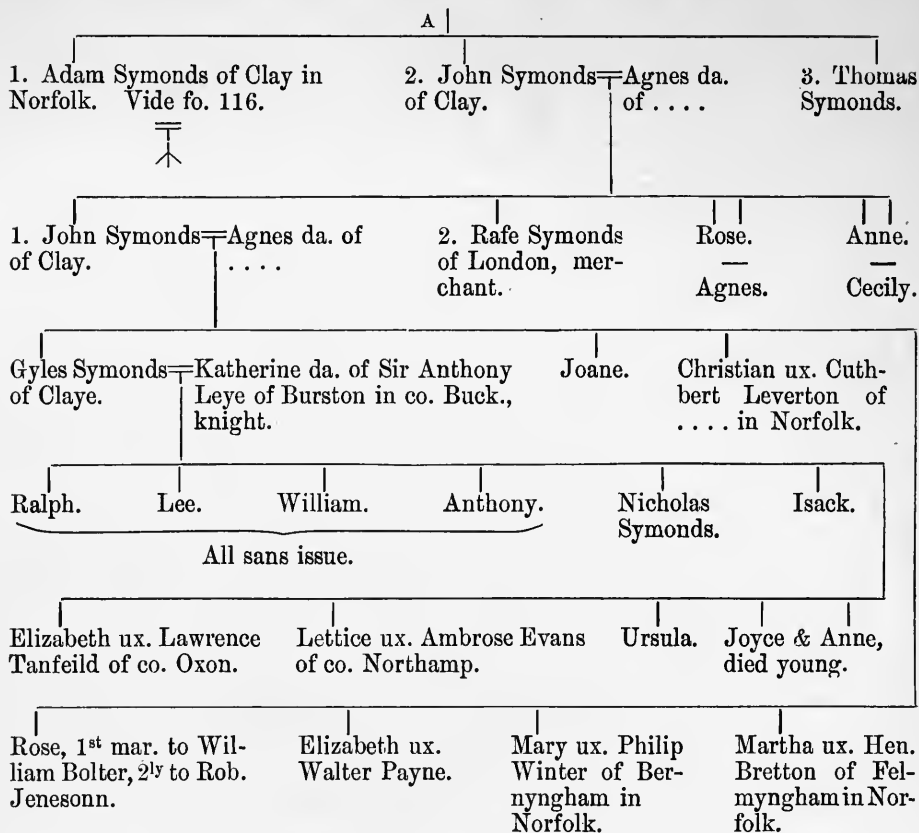 A
1. Adam Symonds of Clay in
Norfolk. Vide fo. 116.
2. John Symonds
of Clay.
Agnes da.
of . . . .
3. Thomas
Symonds.
1. John Symonds
of Clay.
Agnes da. of
. . . .
2. Rafe Symonds
of London, mer-
chant.
Rose.
—
Agnes.
Anne.
—
Cecily.
Gyles Symonds
of Claye.
Katherine da. of Sir Anthony
Leye of Burston in co. Buck.,
knight.
Joane.
Christian ux. Cuth-
bert Leverton of
. . . . in Norfolk.
Ralph.
Lee.
William.
Anthony.
All sans issue.
Nicholas
Symonds.
Isack.
Elizabeth ux. Lawrence
Tanfeild of co. Oxon.
Lettice ux. Ambrose Evans
of co. Northamp.
Ursula.
Joyce & Anne,
died young.
Rose, 1st mar. to Wil-
liam Bolter, 2ly to Rob.
Jenesonn.
Elizabeth ux.
Walter Payne.
Mary ux. Philip
Winter of Ber-
nyngham in
Norfolk.
Martha ux. Hen.
Bretton of Fel-
myngham in Nor-
folk.